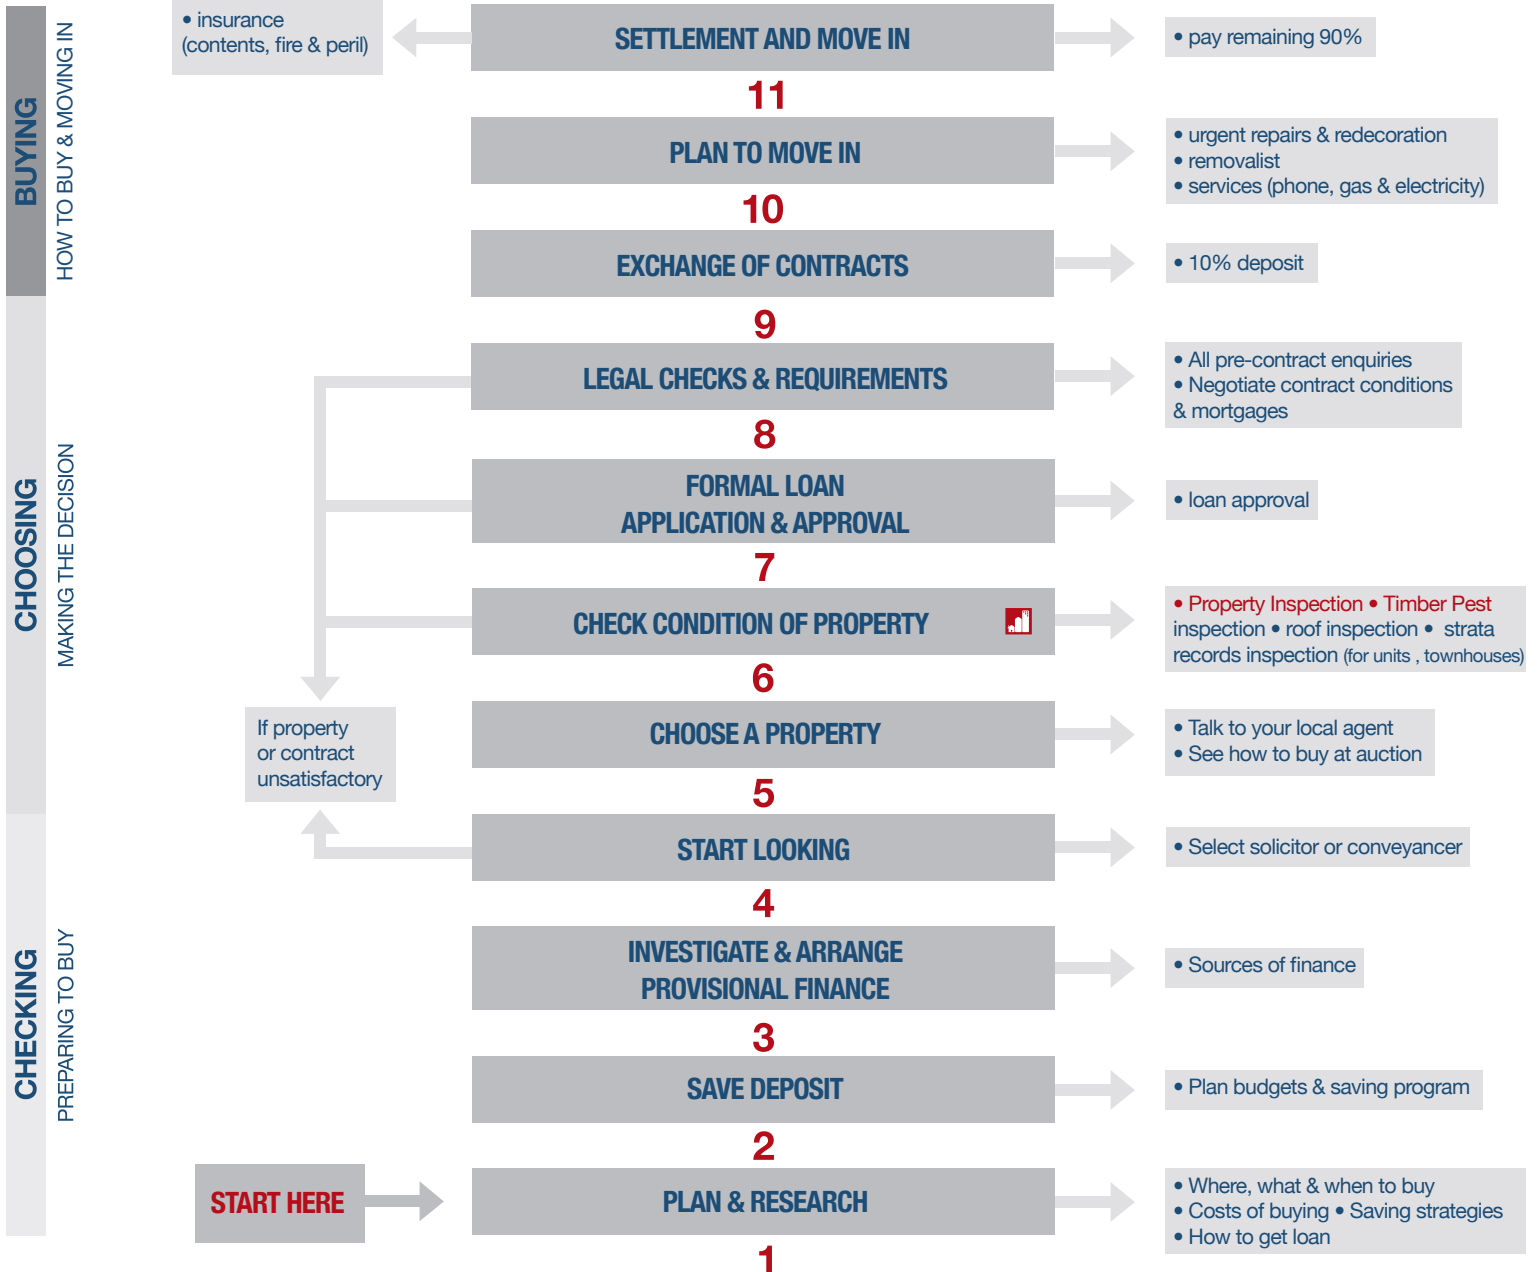 BUYING
HOW TO BUY & MOVING IN
CHOOSING
MAKING THE DECISION
CHECKING
PREPARING TO BUY
• insurance
(contents, fire & peril)
SETTLEMENT AND MOVE IN
• pay remaining 90%
11
PLAN TO MOVE IN
• urgent repairs & redecoration
• removalist
• services (phone, gas & electricity)
10
EXCHANGE OF CONTRACTS
• 10% deposit
9
LEGAL CHECKS & REQUIREMENTS
• All pre-contract enquiries
• Negotiate contract conditions
& mortgages
8
FORMAL LOAN
APPLICATION & APPROVAL
• loan approval
7
CHECK CONDITION OF PROPERTY
• Property Inspection • Timber Pest
inspection • roof inspection • strata
records inspection (for units , townhouses)
6
If property
or contract
unsatisfactory
CHOOSE A PROPERTY
• Talk to your local agent
• See how to buy at auction
5
START LOOKING
• Select solicitor or conveyancer
4
INVESTIGATE & ARRANGE
PROVISIONAL FINANCE
• Sources of finance
3
SAVE DEPOSIT
• Plan budgets & saving program
2
START HERE
PLAN & RESEARCH
• Where, what & when to buy
• Costs of buying • Saving strategies
• How to get loan
1